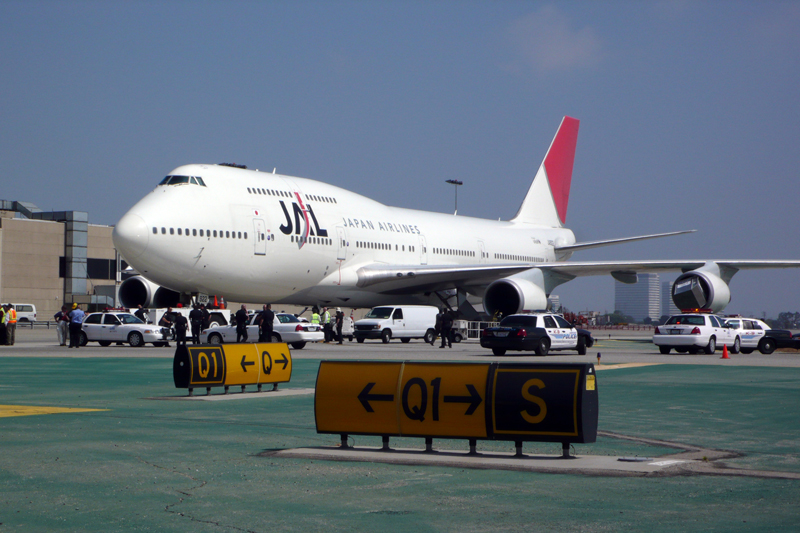 JAL JAPAN AIRLINES
Q1 ← Q →
← Q1 → S